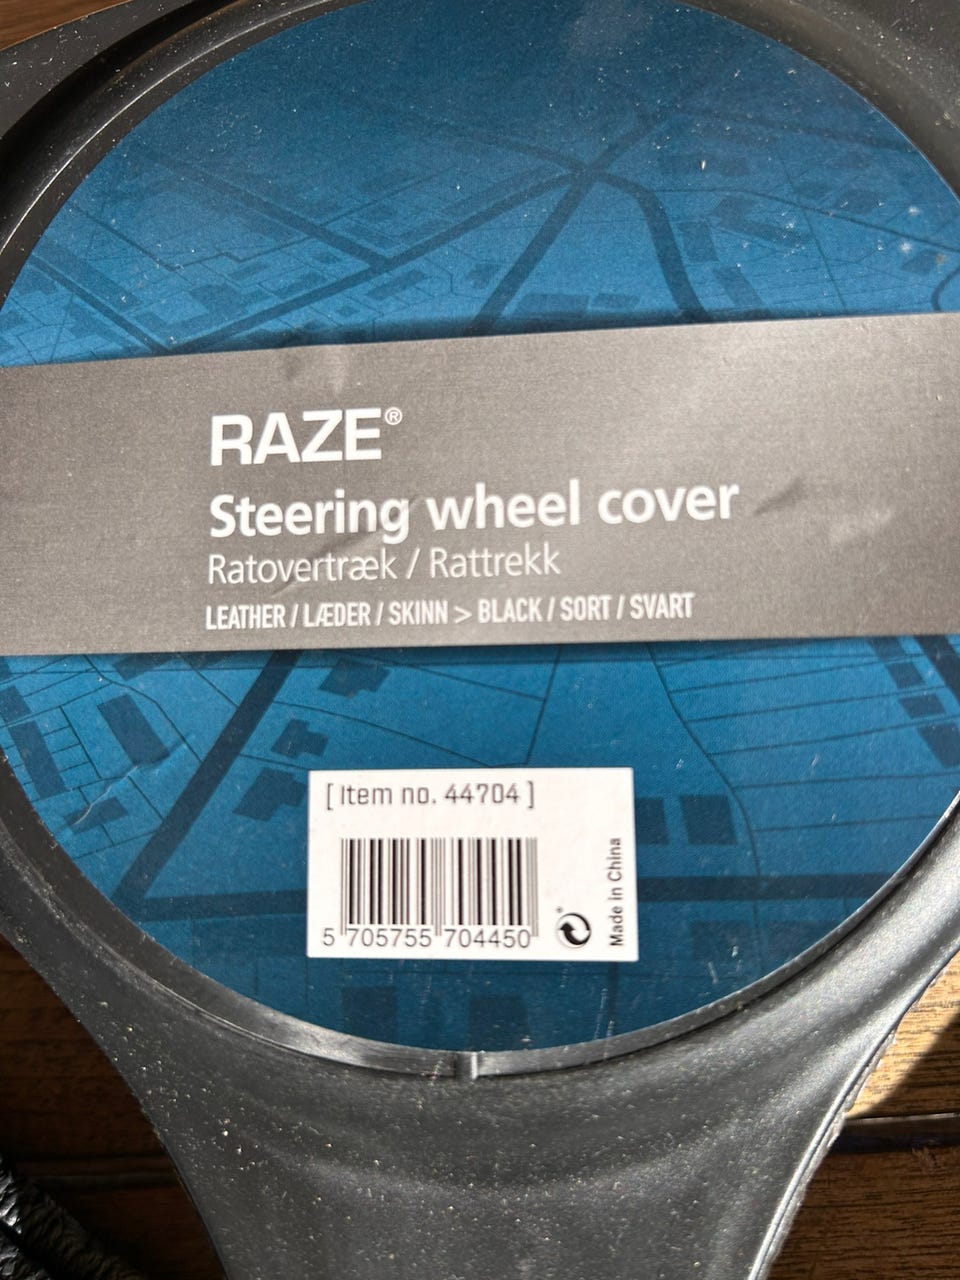 RAZE®
Steering wheel cover
Ratovertræk / Rattrekk
LEATHER / LÆDER / SKINN > BLACK / SORT / SVART
[ Item no. 44704 ]
5 705755 704450
Made in China